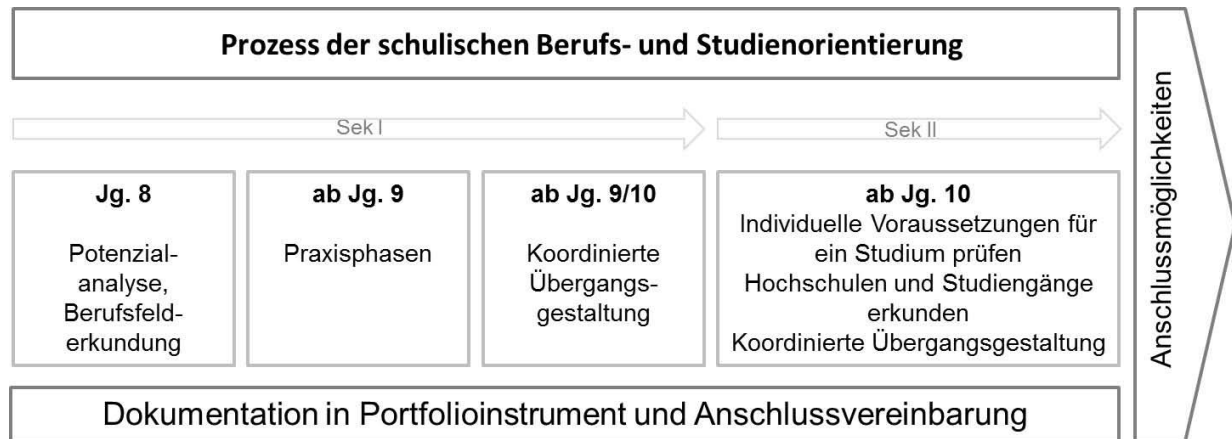 Prozess der schulischen Berufs- und Studienorientierung
Sek I
Sek II
Jg. 8
Potenzial-
analyse,
Berufsfeld-
erkundung
ab Jg. 9
Praxisphasen
ab Jg. 9/10
Koordinierte
Übergangs-
gestaltung
ab Jg. 10
Individuelle Voraussetzungen für
ein Studium prüfen
Hochschulen und Studiengänge
erkunden
Koordinierte Übergangsgestaltung
Dokumentation in Portfolioinstrument und Anschlussvereinbarung
Anschlussmöglichkeiten